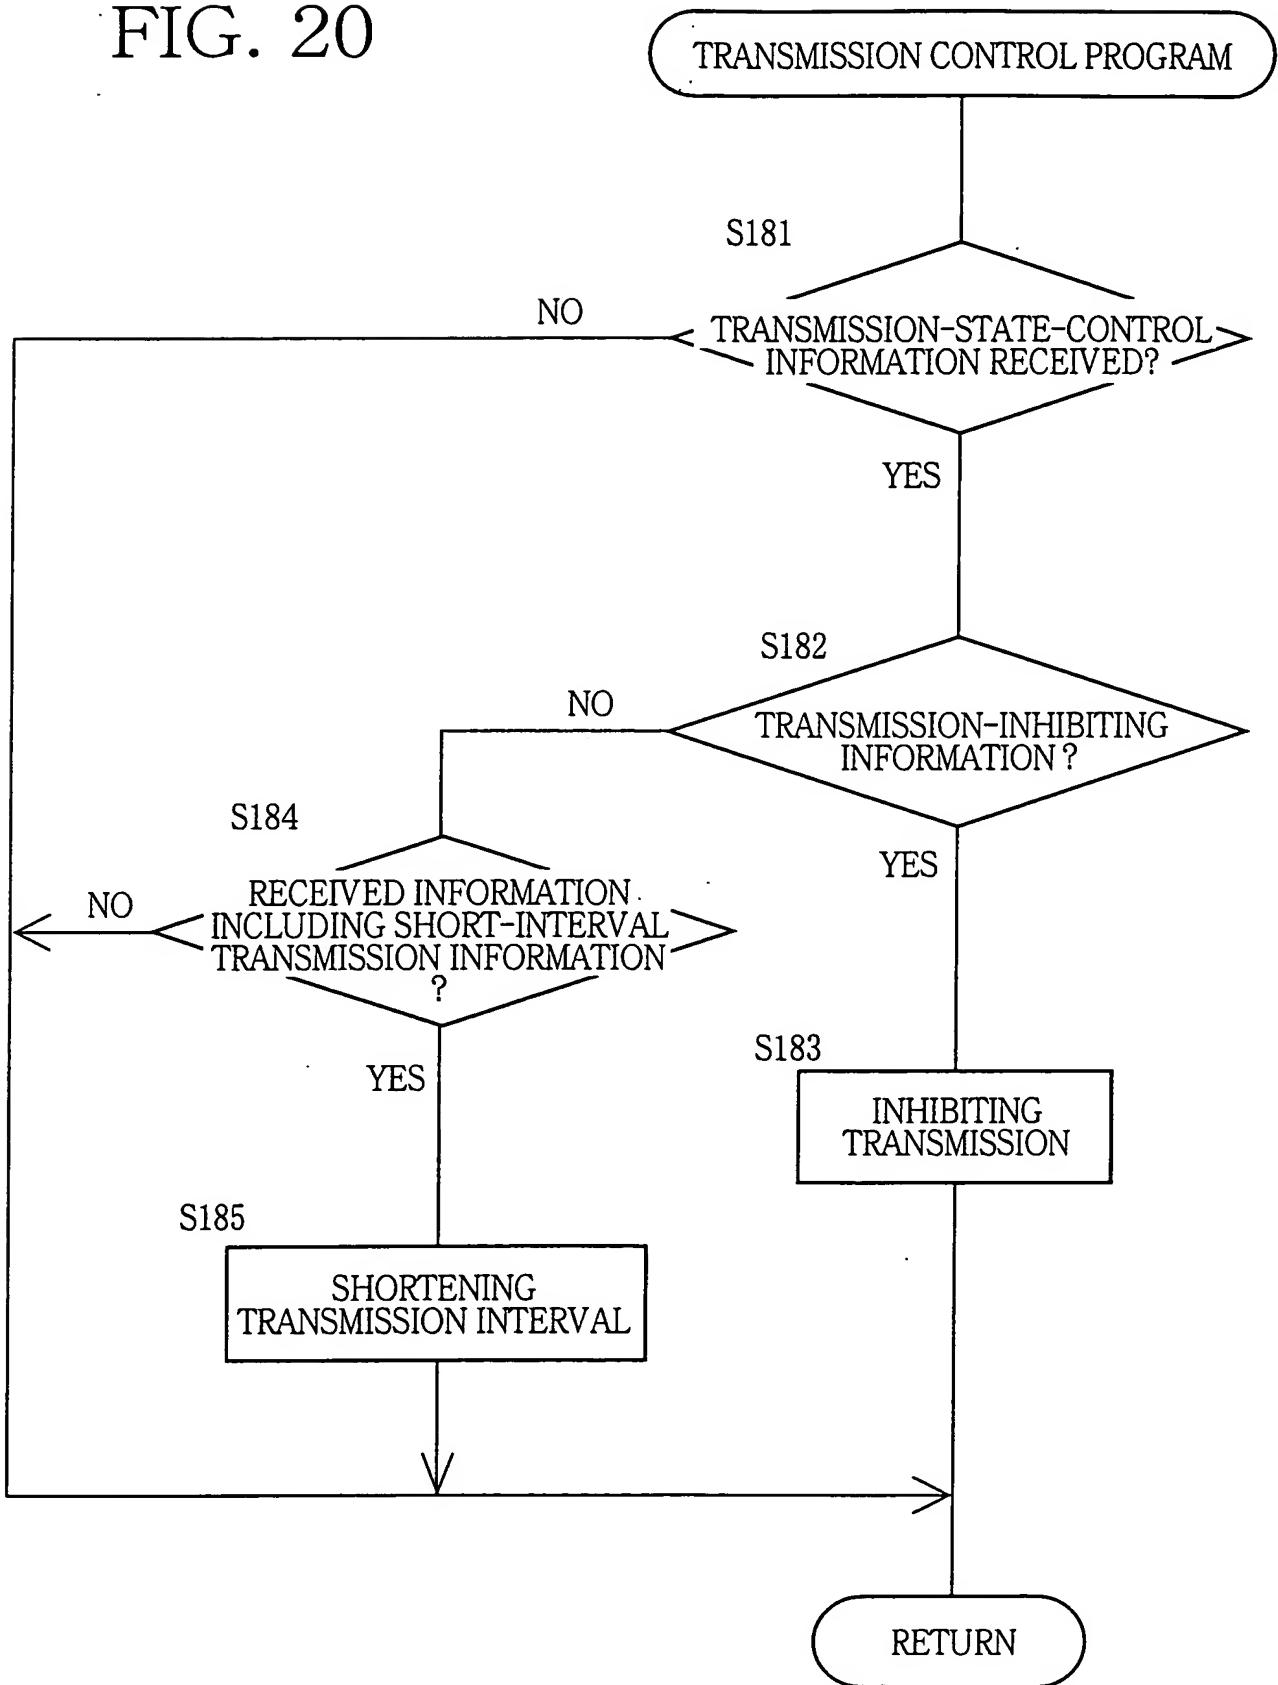 FIG. 20
TRANSMISSION CONTROL PROGRAM
S181
NO
TRANSMISSION-STATE-CONTROL
INFORMATION RECEIVED?
YES
S182
NO
TRANSMISSION-INHIBITING
INFORMATION ?
S184
YES
NO
RECEIVED INFORMATION
INCLUDING SHORT-INTERVAL
TRANSMISSION INFORMATION
?
YES
S183
INHIBITING
TRANSMISSION
S185
SHORTENING
TRANSMISSION INTERVAL
RETURN